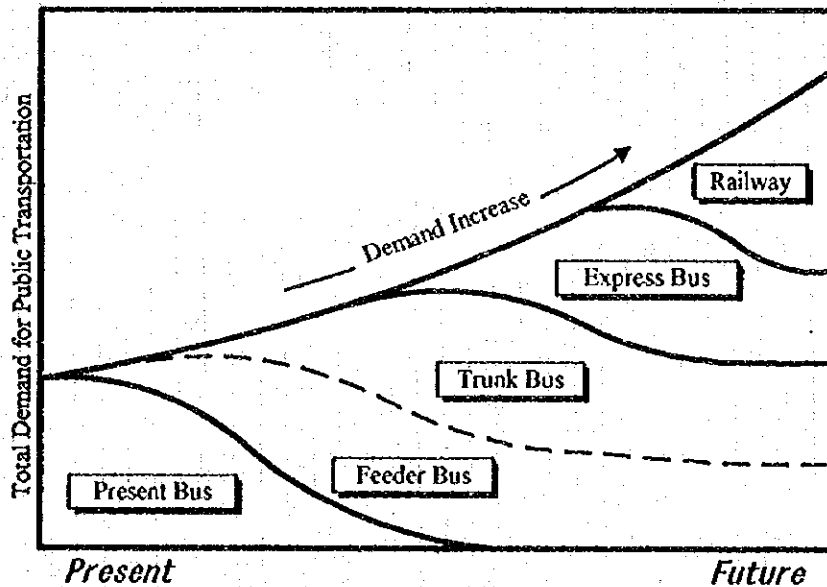 Total Demand for Public Transportation
Demand Increase
Railway
Express Bus
Trunk Bus
Feeder Bus
Present Bus
Present
Future